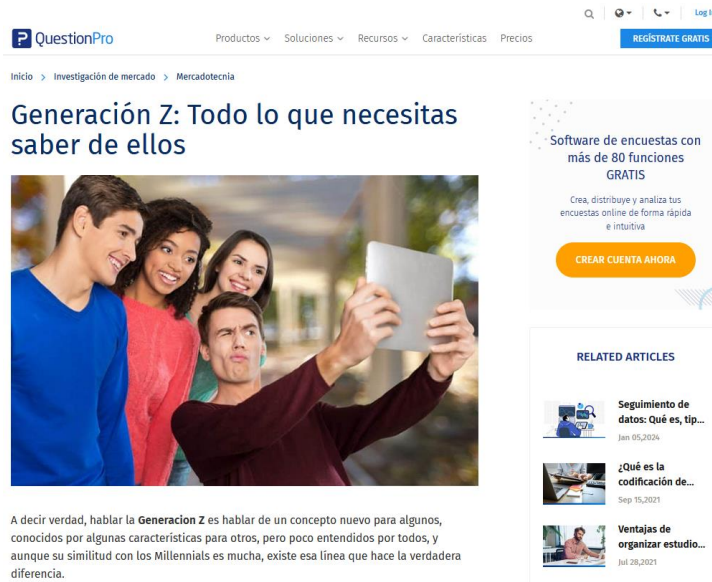 Log I
QuestionPro
Productos
Soluciones
Recursos
Características
Precios
REGÍSTRATE GRATIS
Inicio > Investigación de mercado > Mercadotecnia
Generación Z: Todo lo que necesitas
saber de ellos
A decir verdad, hablar la Generacion Z es hablar de un concepto nuevo para algunos,
conocidos por algunas características para otros, pero poco entendidos por todos, y
aunque su similitud con los Millennials es mucha, existe esa línea que hace la verdadera
diferencia.
Software de encuestas con
más de 80 funciones
GRATIS
Crea, distribuye y analiza tus
encuestas online de forma rápida
e intuitiva
CREAR CUENTA AHORA
RELATED ARTICLES
Seguimiento de
datos: Qué es, tip...
Jan 05,2024
¿Qué es la
codificación de...
Sep 15,2021
Ventajas de
organizar estudio...
Jul 28,2021